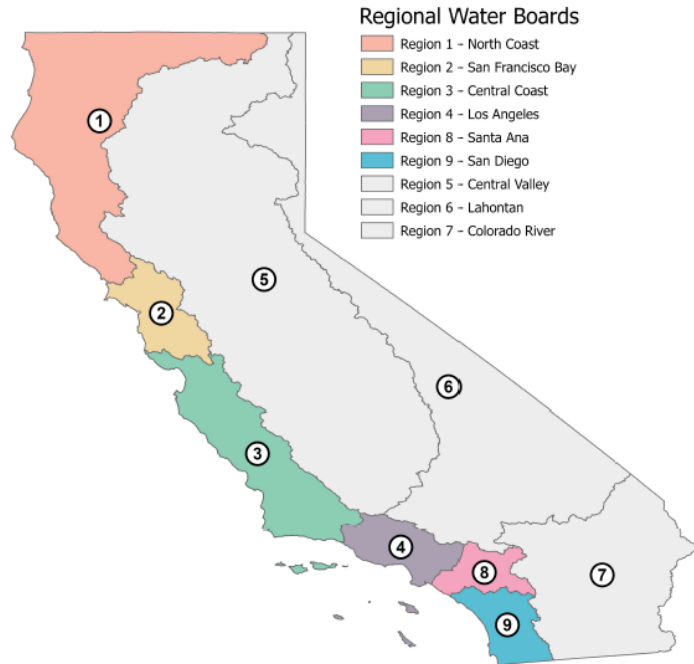 Regional Water Boards
Region 1 – North Coast
Region 2 – San Francisco Bay
Region 3 – Central Coast
Region 4 – Los Angeles
Region 8 – Santa Ana
Region 9 – San Diego
Region 5 – Central Valley
Region 6 – Lahontan
Region 7 – Colorado River
1
5
2
6
3
4
8
7
9